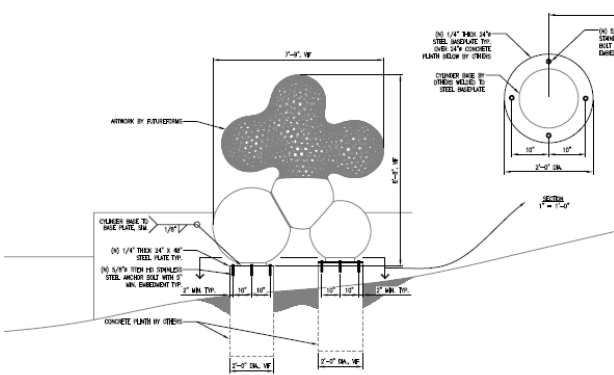 7'-9", VIF
(N) 1/4" THICK 24"ø
STEEL BASEPLATE TYP.
OVER 24"ø CONCRETE
PLINTH BELOW BY OTHERS
(N) 5
STAIN
BOLT
EMBE
CYLINDER BASE BY
OTHERS WELDED TO
STEEL BASEPLATE
10" 10"
2'-0" DIA.
SECTION
1" = 1'-0"
ARTWORK BY FUTUREFORMS
VIF
CYLINDER BASE TO
BASE PLATE, SIM.
1/8"
(N) 1/4" THICK 24" X 48"
STEEL PLATE TYP.
(N) 5/8"ø TITEN HD STAINLESS
STEEL ANCHOR BOLT WITH 5"
MIN. EMBEDMENT TYP.
2" MIN. TYP. 10" 10" 10" 10" 2" MIN. TYP.
CONCRETE PLINTH BY OTHERS
2'-0" DIA., VIF 2'-0" DIA., VIF